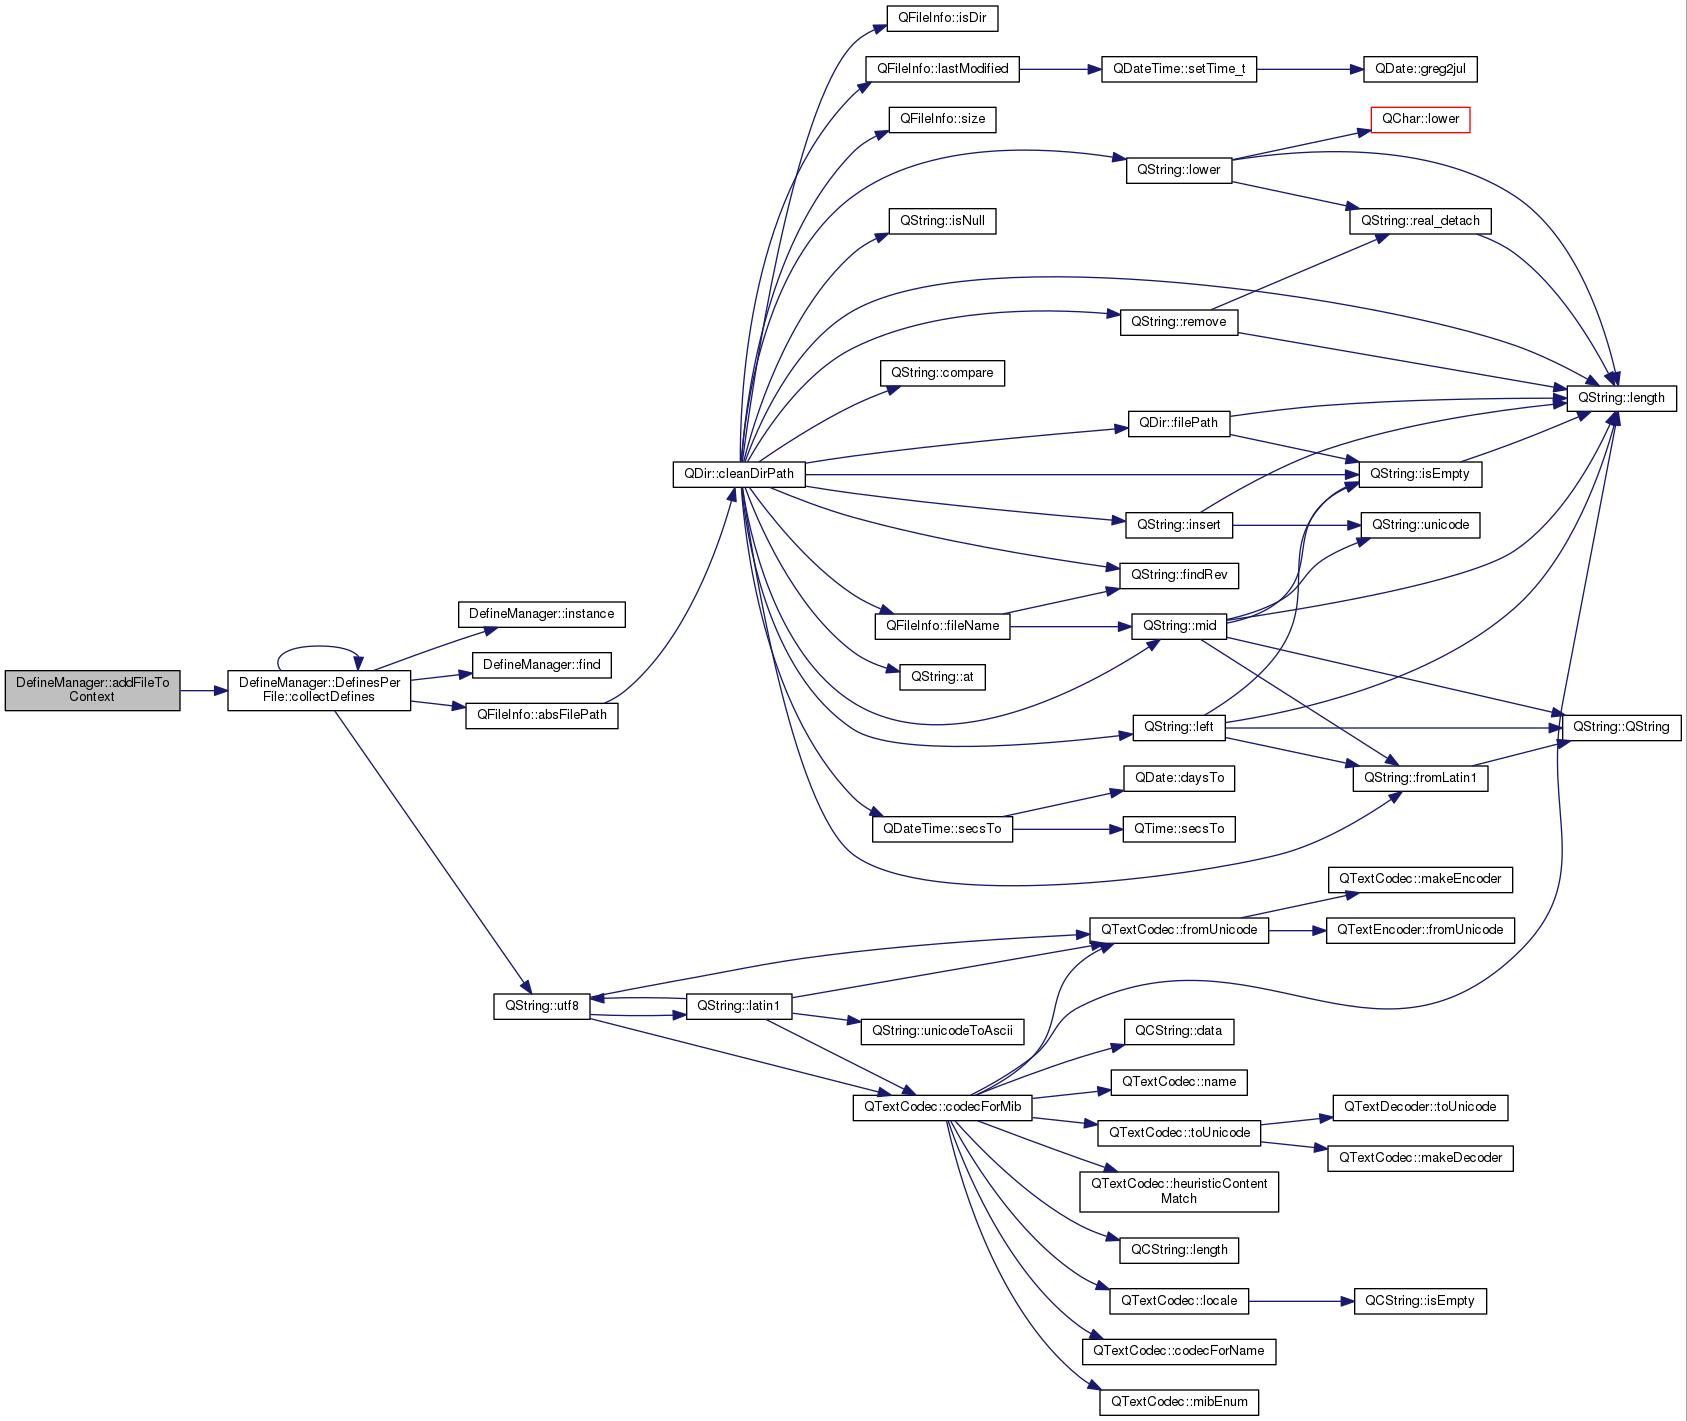 QFileInfo::isDir
QFileInfo::lastModified
QDateTime::setTime_t
QDate::greg2jul
QFileInfo::size
QChar::lower
QString::lower
QString::isNull
QString::real_detach
QString::remove
QString::compare
QString::length
QDir::filePath
QDir::cleanDirPath
QString::isEmpty
QString::insert
QString::unicode
QString::findRev
DefineManager::instance
QFileInfo::fileName
QString::mid
DefineManager::find
QString::at
DefineManager::addFileTo
Context
DefineManager::DefinesPer
File::collectDefines
QFileInfo::absFilePath
QString::left
QString::QString
QDate::daysTo
QString::fromLatin1
QDateTime::secsTo
QTime::secsTo
QTextCodec::makeEncoder
QTextCodec::fromUnicode
QTextEncoder::fromUnicode
QString::utf8
QString::latin1
QString::unicodeToAscii
QCString::data
QTextCodec::name
QTextCodec::codecForMib
QTextDecoder::toUnicode
QTextCodec::toUnicode
QTextCodec::makeDecoder
QTextCodec::heuristicContent
Match
QCString::length
QTextCodec::locale
QCString::isEmpty
QTextCodec::codecForName
QTextCodec::mibEnum